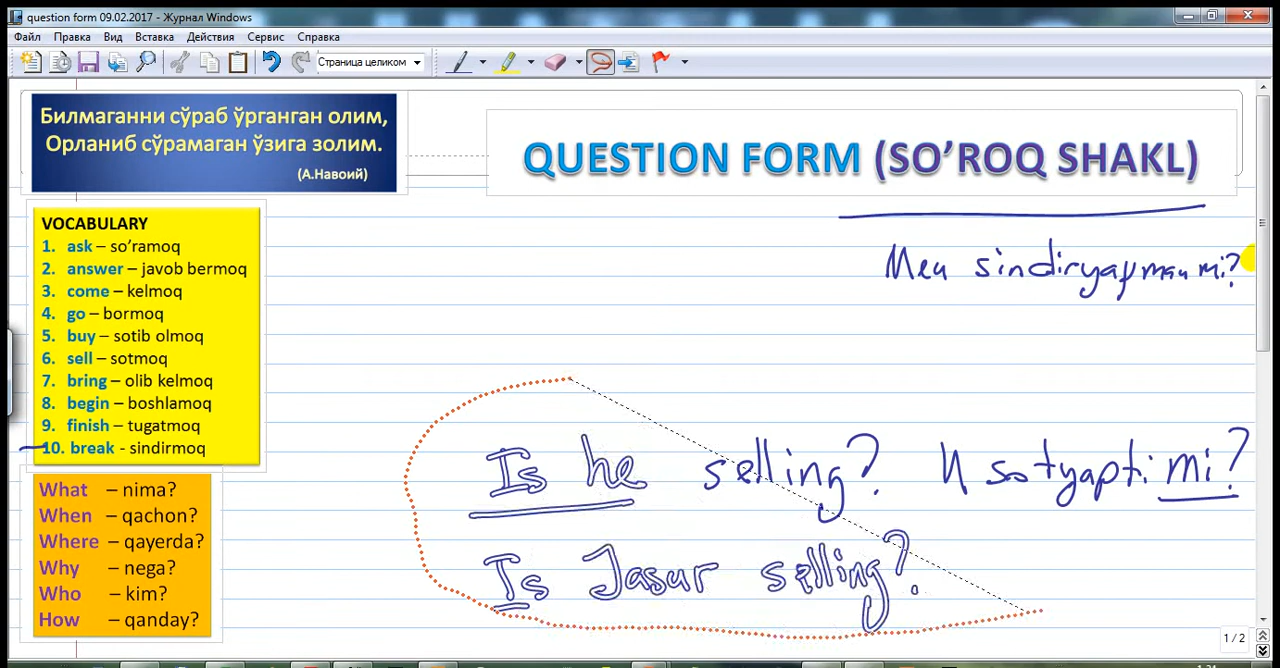 question form 09.02.2017 - Журнал Windows
Файл Правка Вид Вставка Действия Сервис Справка
Страница целиком
Билмаганни сўраб ўрганган олим,
Орланиб сўрамаган ўзига золим.
(А.Навоий)
QUESTION FORM (SO’ROQ SHAKL)
VOCABULARY
1. ask – so’ramoq
2. answer – javob bermoq
3. come – kelmoq
4. go – bormoq
5. buy – sotib olmoq
6. sell – sotmoq
7. bring – olib kelmoq
8. begin – boshlamoq
9. finish – tugatmoq
10. break - sindirmoq
What – nima?
When – qachon?
Where – qayerda?
Why – nega?
Who – kim?
How – qanday?
Men sindiryapman mi?
Is he selling? U sotyapti mi?
Is Jasur selling?
1 / 2